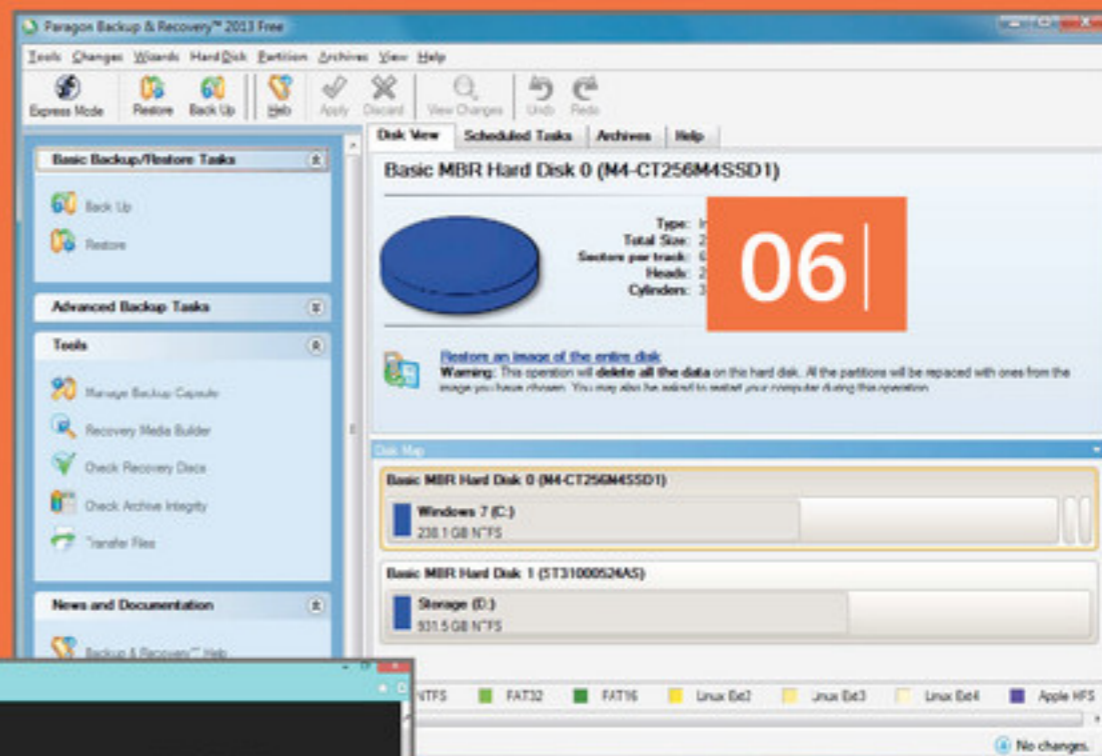 Paragon Backup & Recovery™ 2013 Free
Tools Changes Wizards Hard Disk Partition Archives View Help
Express Mode Restore Back Up Help Apply Discard View Changes Undo Redo
Disk View Scheduled Tasks Archives Help
Basic Backup/Restore Tasks
Back Up
Restore
Advanced Backup Tasks
Tools
Manage Backup Capsule
Recovery Media Builder
Check Recovery Discs
Check Archive Integrity
Transfer Files
News and Documentation
Backup & Recovery™ Help
Basic MBR Hard Disk 0 (M4-CT256M4SSD1)
Type:
Total Size: 2
Sectors per track: 6
Heads: 2
Cylinders: 3
06
Restore an image of the entire disk
Warning: This operation will delete all the data on the hard disk. All the partitions will be repaced with ones from the
image you have chosen. You may also be asked to restart your computer during this operation.
Disk Map
Basic MBR Hard Disk 0 (M4-CT256M4SSD1)
Windows 7 (C:)
238.1 GB NTFS
Basic MBR Hard Disk 1 (ST31000524AS)
Storage (D:)
931.5 GB NTFS
NTFS FAT32 FAT16 Linux Ext2 Linux Ext3 Linux Ext4 Apple HFS
No changes.